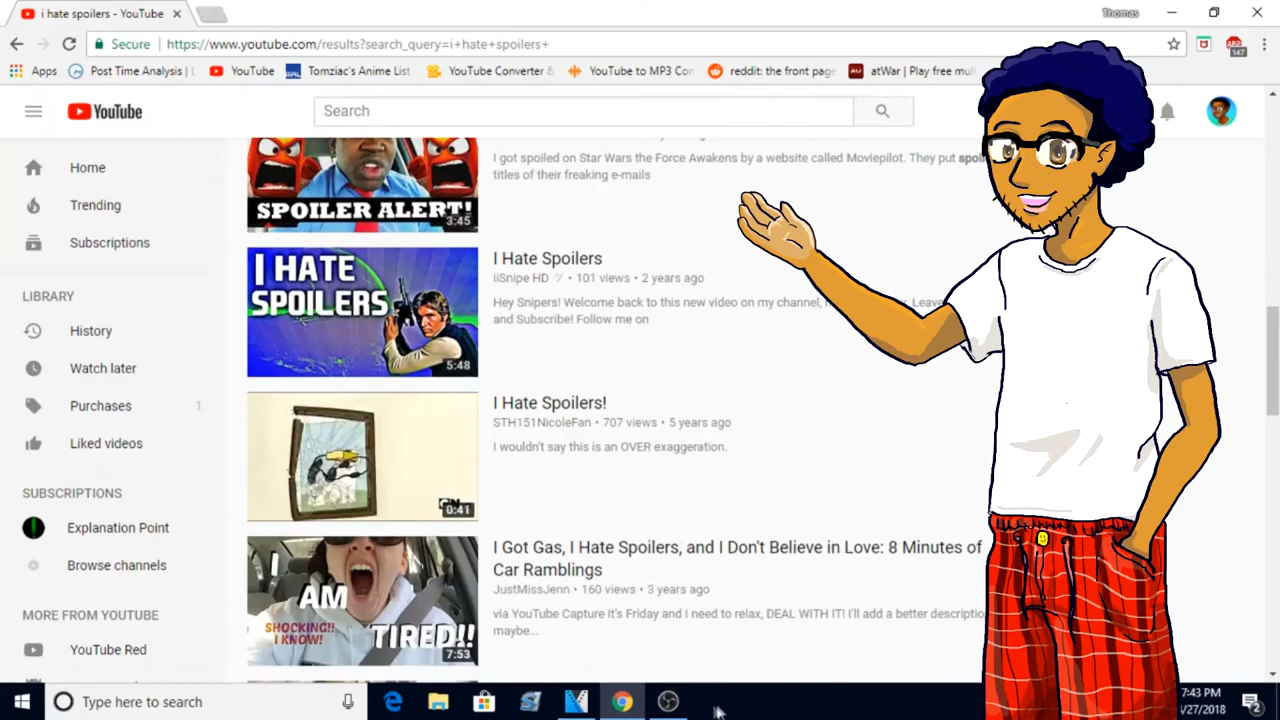 i hate spoilers - YouTube
Thomas
Secure https://www.youtube.com/results?search_query=i+hate+spoilers+
147
Apps Post Time Analysis | YouTube Tomziac's Anime List YouTube Converter & YouTube to MP3 Con reddit: the front page atWar | Play free mul
YouTube
Search
Home
Trending
Subscriptions
LIBRARY
History
Watch later
Purchases 1
Liked videos
SUBSCRIPTIONS
Explanation Point
Browse channels
MORE FROM YOUTUBE
YouTube Red
SPOILER ALERT!
3:45
I got spoiled on Star Wars the Force Awakens by a website called Moviepilot. They put
titles of their freaking e-mails
I HATE
SPOILERS
5:48
I Hate Spoilers
iiSnipe HD ツ • 101 views • 2 years ago
Hey Snipers! Welcome back to this new video on my channel, Leave
and Subscribe! Follow me on
0:41
I Hate Spoilers!
STH151NicoleFan • 707 views • 5 years ago
I wouldn't say this is an OVER exaggeration.
AM
SHOCKING!!
I KNOW!
TIRED!!
7:53
I Got Gas, I Hate Spoilers, and I Don't Believe in Love: 8 Minutes of
Car Ramblings
JustMissJenn • 160 views • 3 years ago
via YouTube Capture It's Friday and I need to relax, DEAL WITH IT! I'll add a better descriptio
maybe...
Type here to search
7:43 PM
/27/2018
2